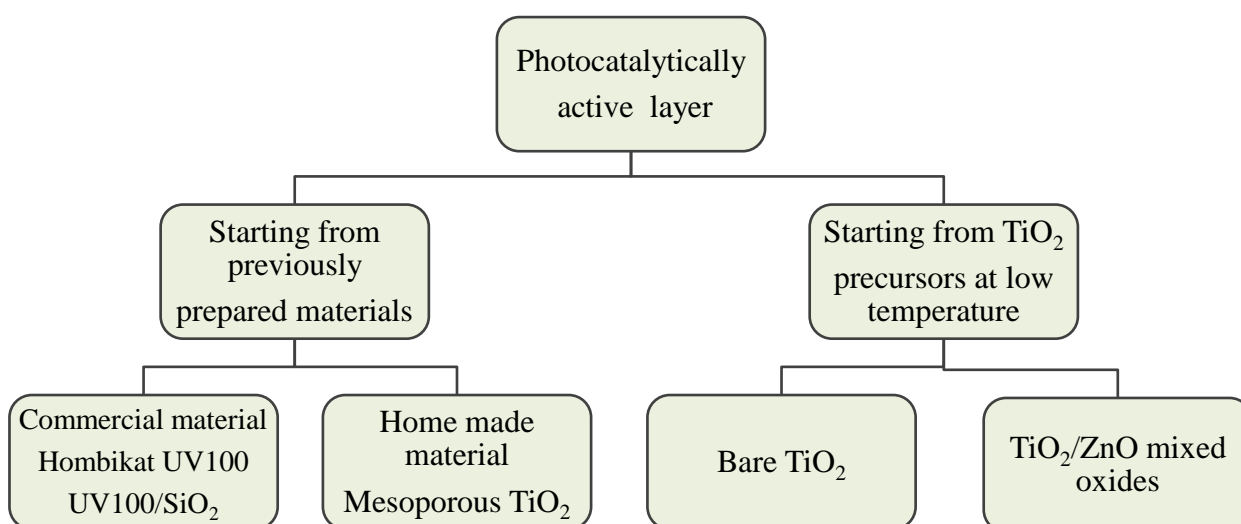 Photocatalytically
active layer
Starting from
previously
prepared materials
Starting from TiO₂
precursors at low
temperature
Commercial material
Hombikat UV100
UV100/SiO₂
Home made
material
Mesoporous TiO₂
Bare TiO₂
TiO₂/ZnO mixed
oxides